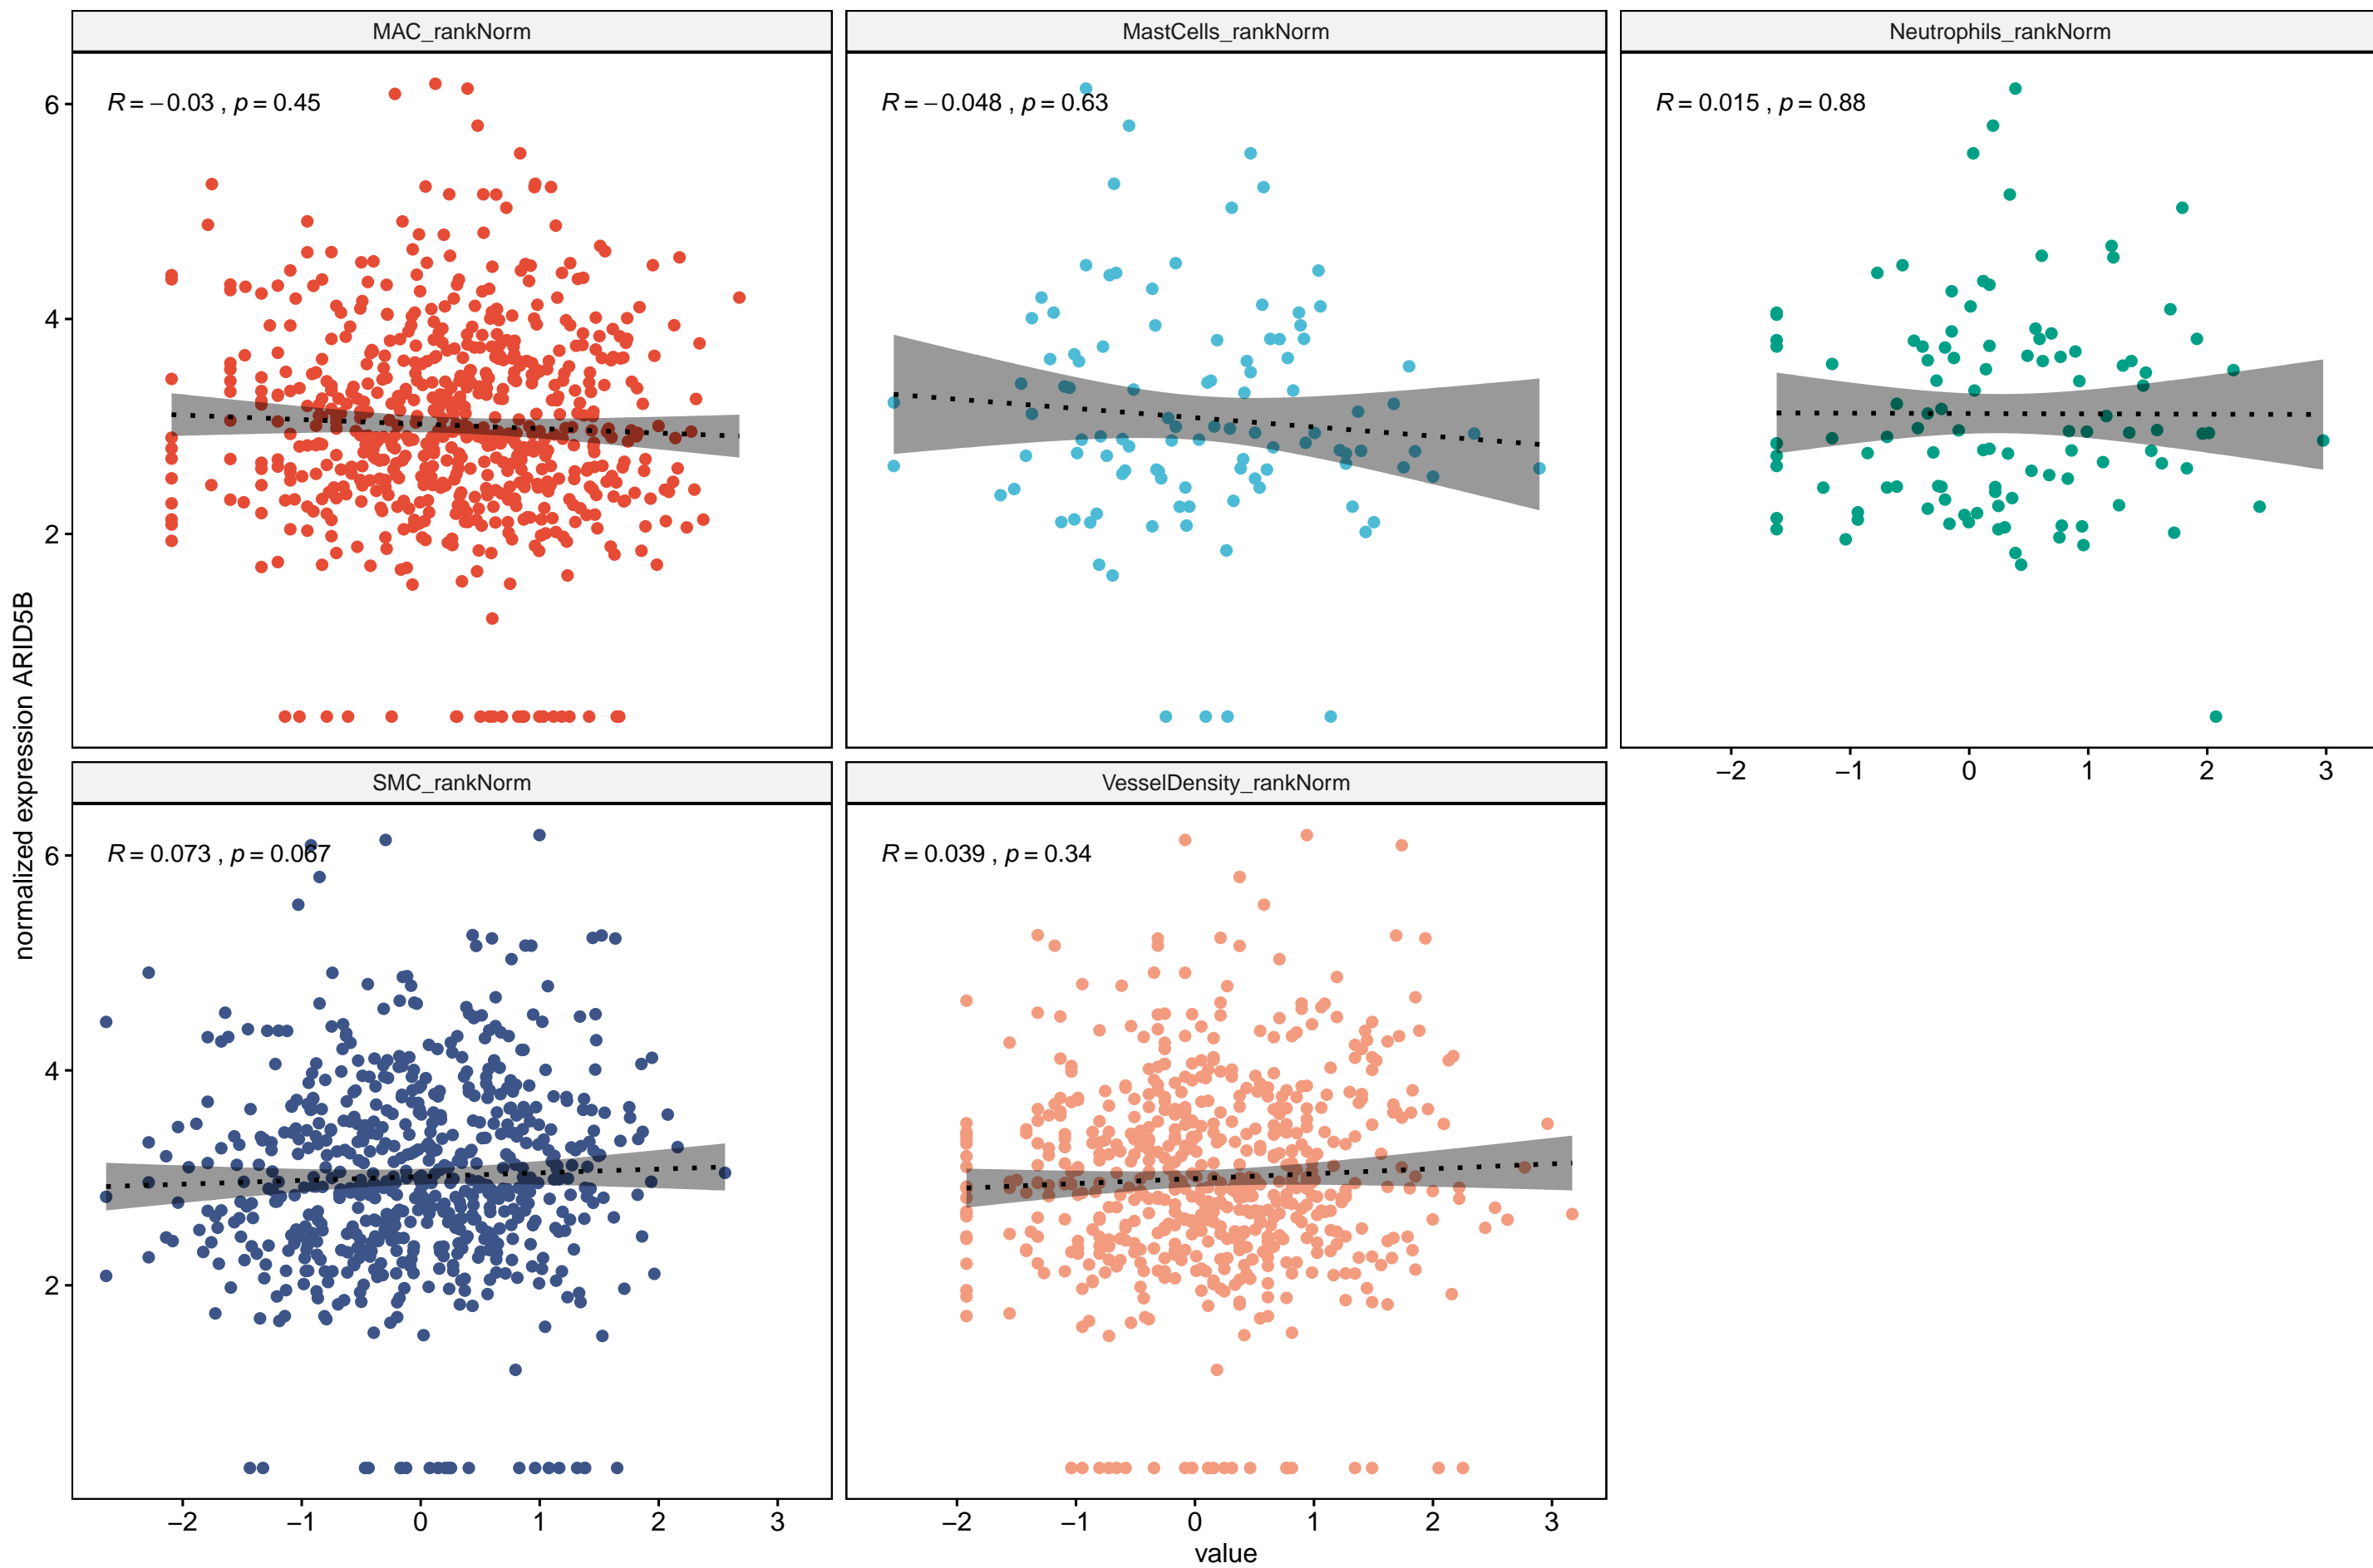 MAC_rankNorm
MastCells_rankNorm
Neutrophils_rankNorm
R = −0.03 , p = 0.45
R = −0.048 , p = 0.63
R = 0.015 , p = 0.88
6
4
2
−2 −1 0 1 2 3
normalized expression ARID5B
SMC_rankNorm
VesselDensity_rankNorm
R = 0.073 , p = 0.067
R = 0.039 , p = 0.34
6
4
2
−2 −1 0 1 2 3
−2 −1 0 1 2 3
value